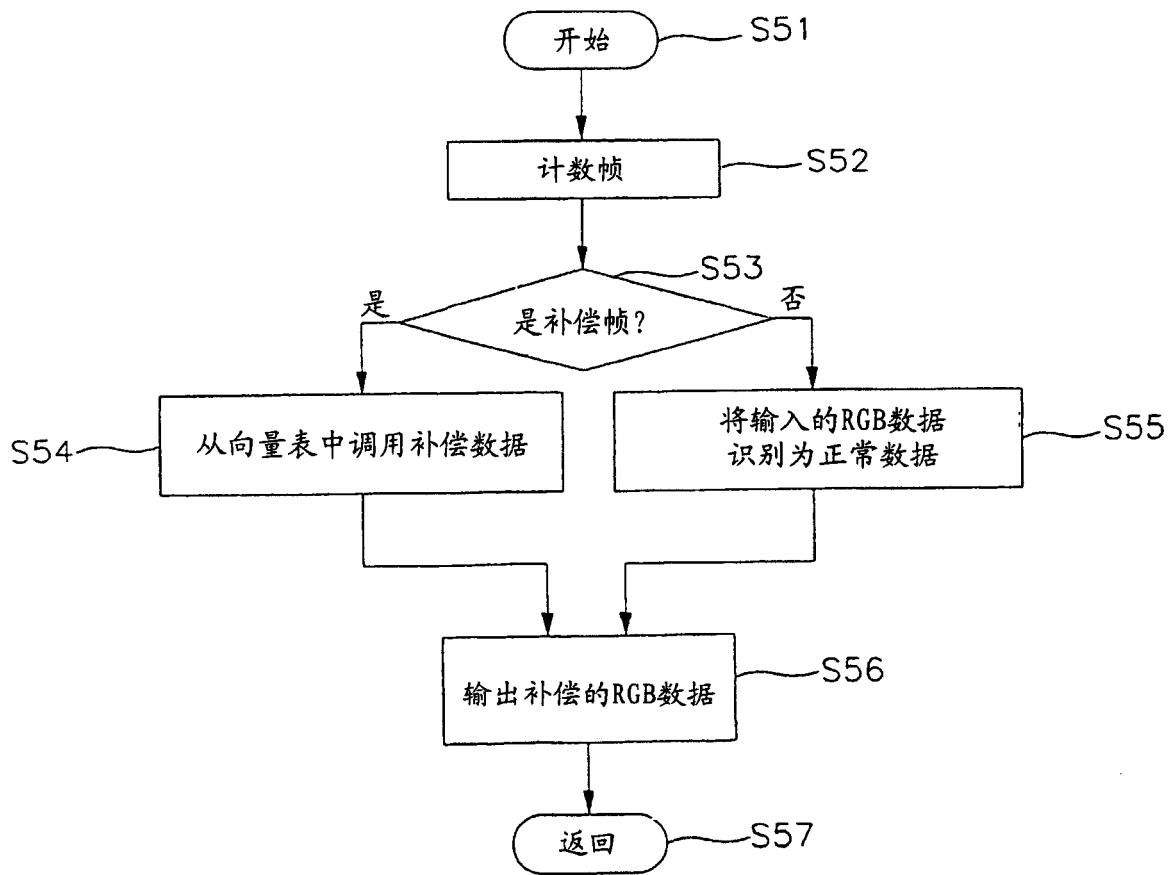 开始
S51
计数帧
S52
S53
是
否
是补偿帧?
S54
从向量表中调用补偿数据
将输入的RGB数据
识别为正常数据
S55
输出补偿的RGB数据
S56
返回
S57